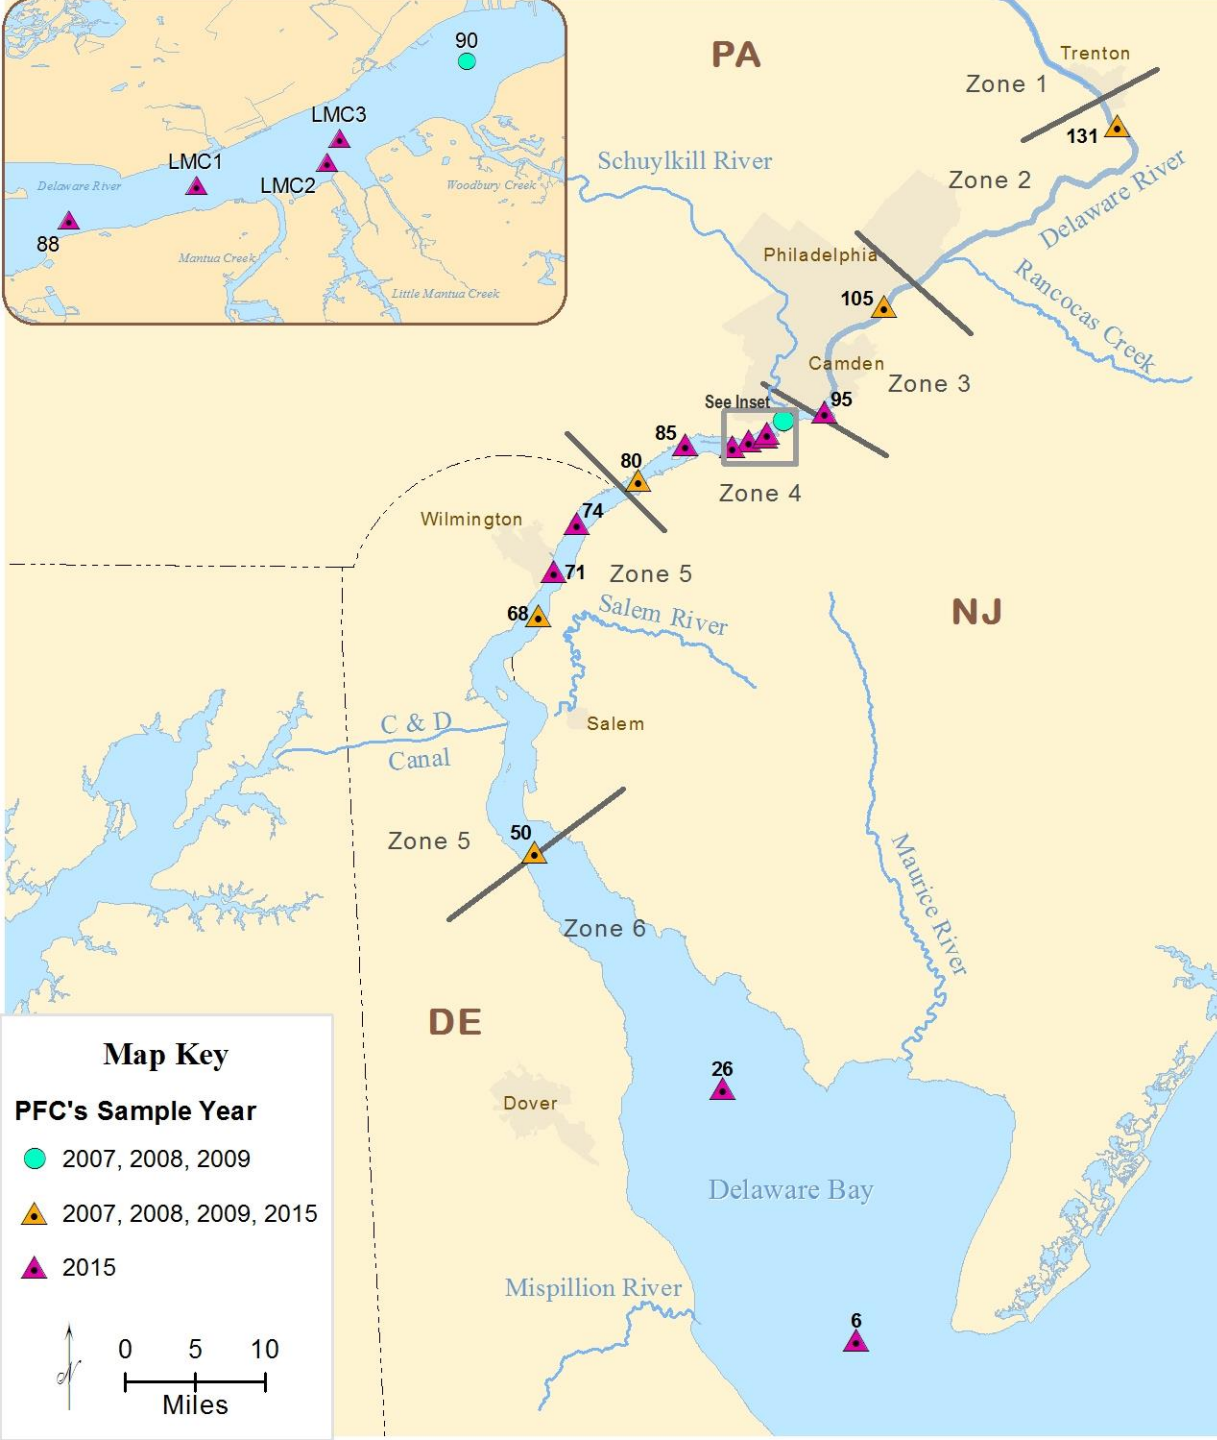 90
LMC3
LMC1
LMC2
Delaware River
Woodbury Creek
88
Mantua Creek
Little Mantua Creek
PA
Trenton
Zone 1
131
Schuylkill River
Zone 2
Delaware River
Philadelphia
Rancocas Creek
105
Camden
Zone 3
See Inset
95
85
80
Zone 4
74
Wilmington
71
Zone 5
68
Salem River
NJ
C & D
Canal
Salem
50
Zone 5
Maurice River
Zone 6
DE
26
Dover
Delaware Bay
Mispillion River
6
Map Key
PFC's Sample Year
2007, 2008, 2009
2007, 2008, 2009, 2015
2015
N
0 5 10
Miles